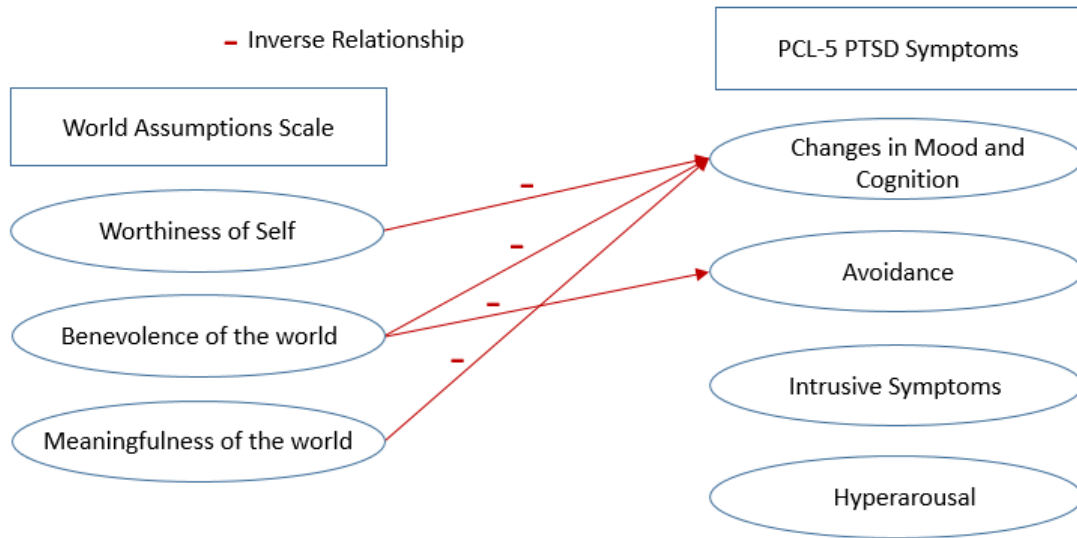 – Inverse Relationship
PCL-5 PTSD Symptoms
World Assumptions Scale
Changes in Mood and
Cognition
Worthiness of Self
–
–
Avoidance
–
Benevolence of the world
–
Intrusive Symptoms
Meaningfulness of the world
Hyperarousal